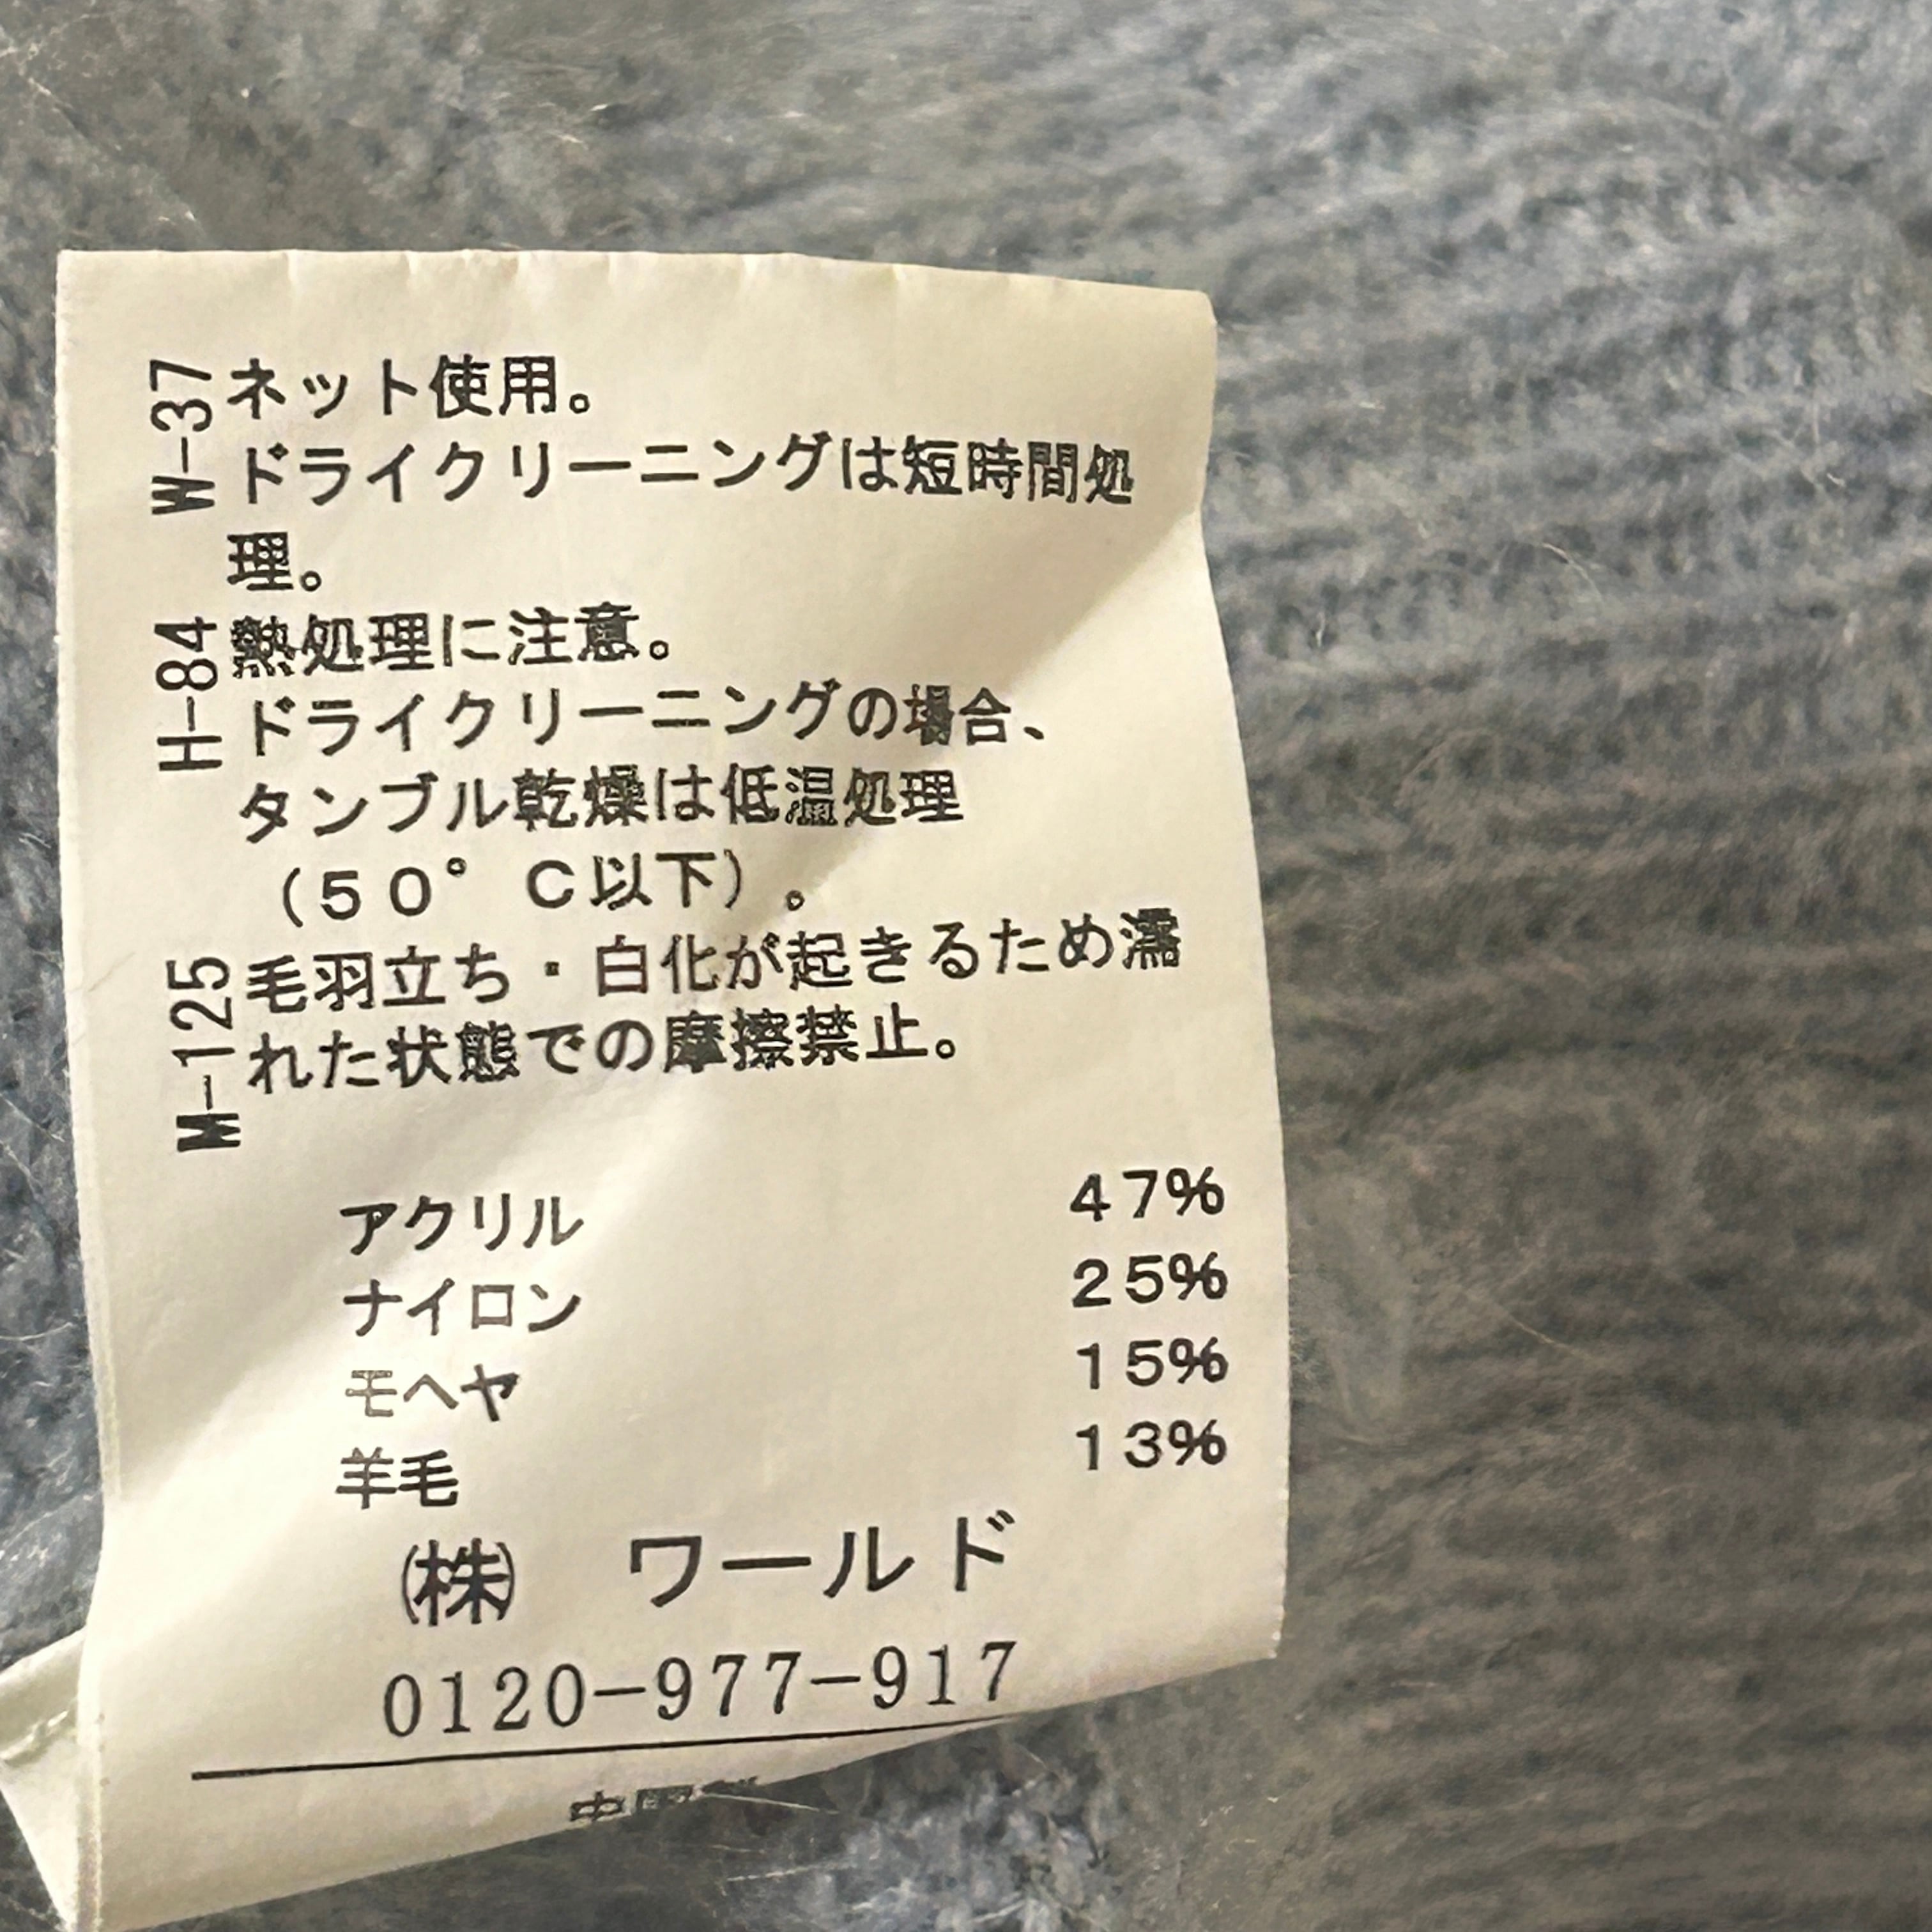 W-37 ネット使用。
ドライクリーニングは短時間処
理。
H-84 熱処理に注意。
ドライクリーニングの場合、
タンブル乾燥は低温処理
（50°C以下）。
M-125 毛羽立ち・白化が起きるため濡
れた状態での摩擦禁止。
アクリル 47%
ナイロン 25%
モヘヤ 15%
羊毛 13%
㈱ ワールド
0120-977-917
中国製